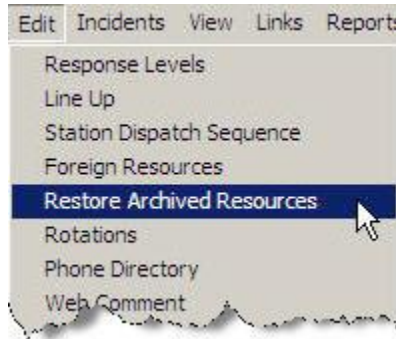 Edit Incidents View Links Reports
Response Levels
Line Up
Station Dispatch Sequence
Foreign Resources
Restore Archived Resources
Rotations
Phone Directory
Web Comment